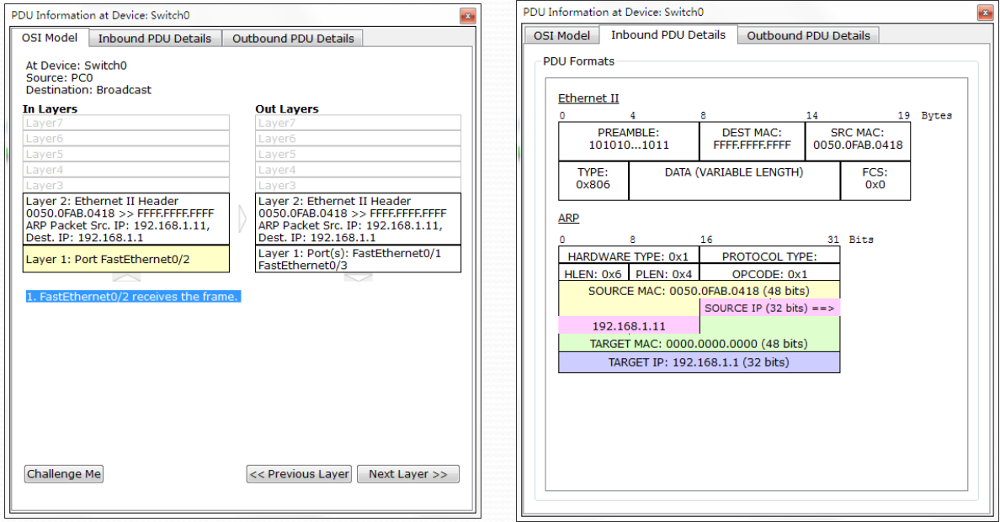 PDU Information at Device: Switch0
OSI Model
Inbound PDU Details
Outbound PDU Details
At Device: Switch0
Source: PC0
Destination: Broadcast
In Layers
Layer7
Layer6
Layer5
Layer4
Layer3
Layer 2: Ethernet II Header
0050.0FAB.0418 >> FFFF.FFFF.FFFF
ARP Packet Src. IP: 192.168.1.11,
Dest. IP: 192.168.1.1
Layer 1: Port FastEthernet0/2
Out Layers
Layer7
Layer6
Layer5
Layer4
Layer3
Layer 2: Ethernet II Header
0050.0FAB.0418 >> FFFF.FFFF.FFFF
ARP Packet Src. IP: 192.168.1.11,
Dest. IP: 192.168.1.1
Layer 1: Port(s): FastEthernet0/1
FastEthernet0/3
1. FastEthernet0/2 receives the frame.
Challenge Me
<< Previous Layer
Next Layer >>
PDU Information at Device: Switch0
OSI Model
Inbound PDU Details
Outbound PDU Details
PDU Formats
Ethernet II
0 4 8 14 19 Bytes
PREAMBLE:
101010...1011
DEST MAC:
FFFF.FFFF.FFFF
SRC MAC:
0050.0FAB.0418
TYPE:
0x806
DATA (VARIABLE LENGTH)
FCS:
0x0
ARP
0 8 16 31 Bits
HARDWARE TYPE: 0x1
PROTOCOL TYPE:
HLEN: 0x6
PLEN: 0x4
OPCODE: 0x1
SOURCE MAC: 0050.0FAB.0418 (48 bits)
SOURCE IP (32 bits) ==>
192.168.1.11
TARGET MAC: 0000.0000.0000 (48 bits)
TARGET IP: 192.168.1.1 (32 bits)